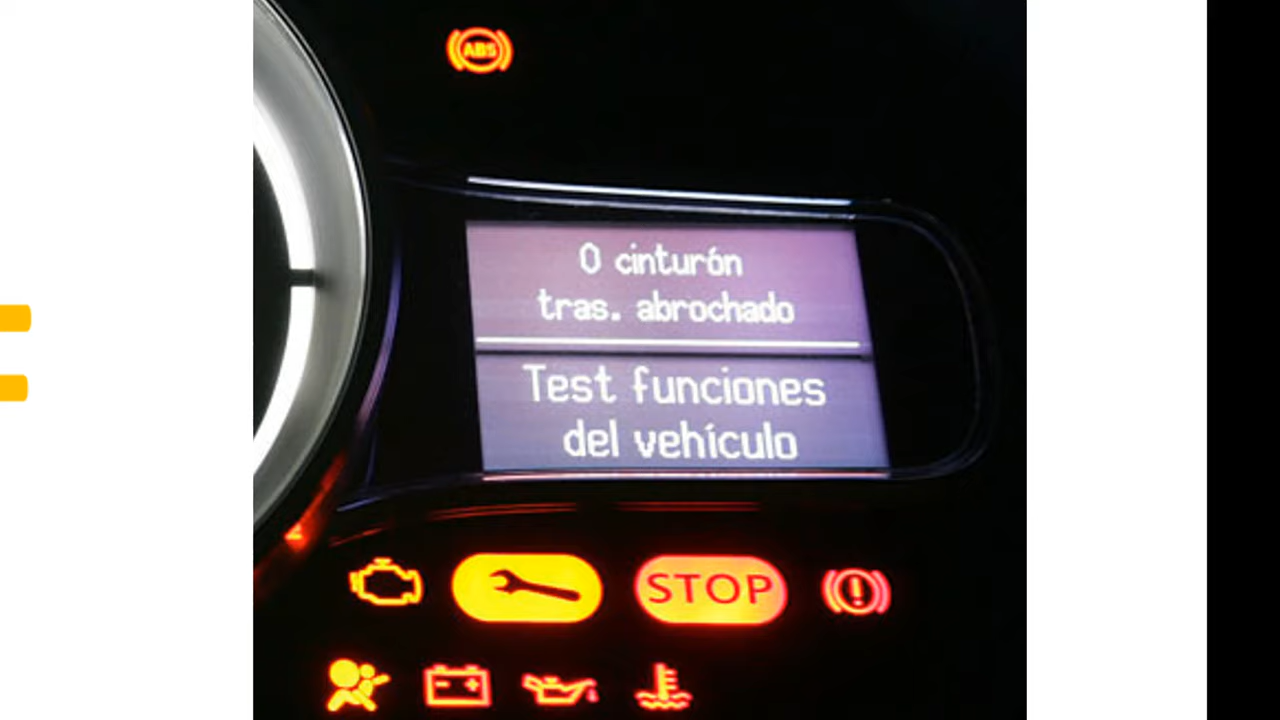 ABS
0 cinturón
tras. abrochado
Test funciones
del vehículo
STOP